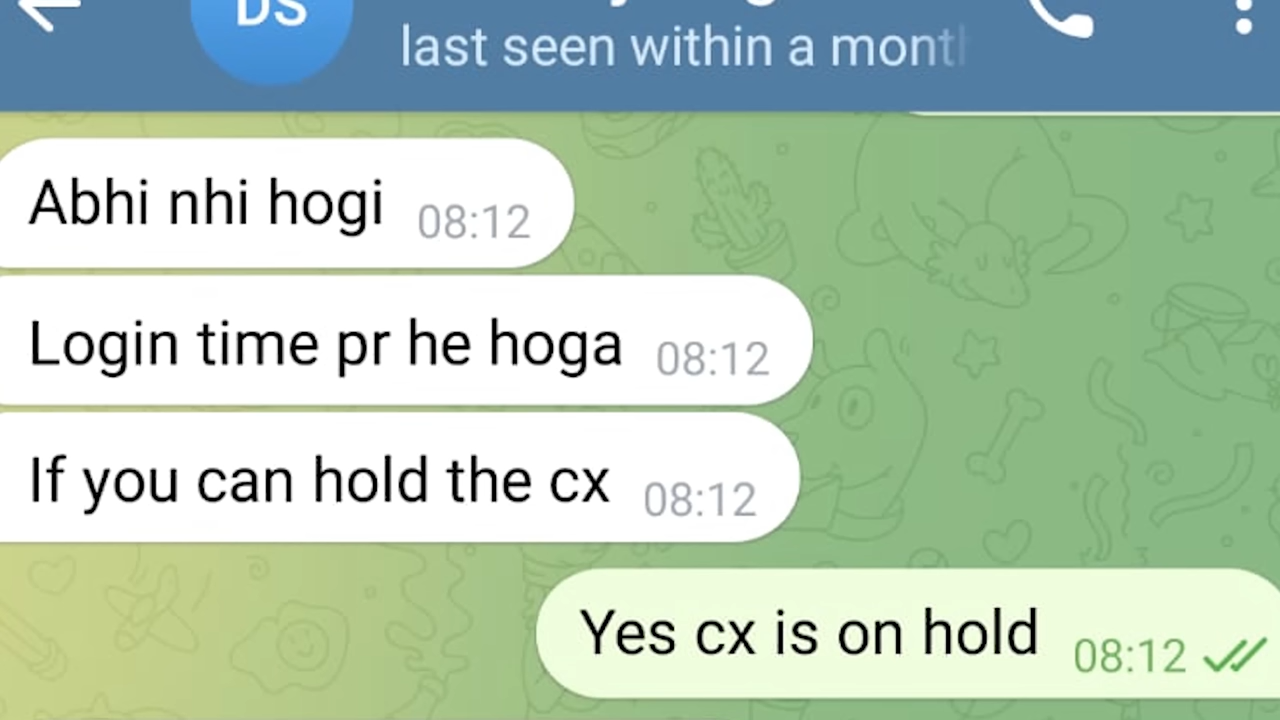 DS
last seen within a month
Abhi nhi hogi 08:12
Login time pr he hoga 08:12
If you can hold the cx 08:12
Yes cx is on hold 08:12